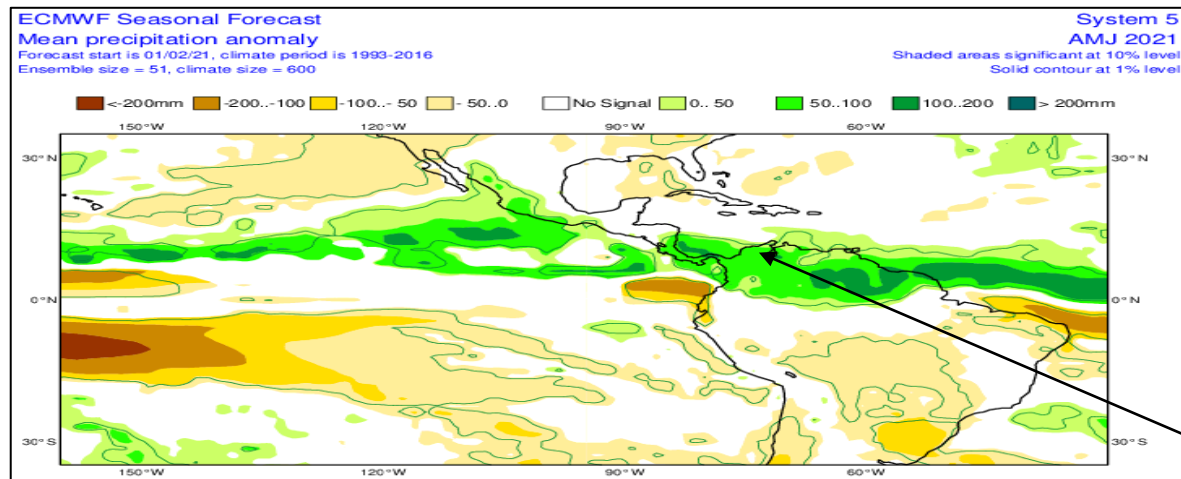 ECMWF Seasonal Forecast System 5
Mean precipitation anomaly AMJ 2021
Forecast start is 01/02/21, climate period is 1993-2016 Shaded areas significant at 10% level
Ensemble size = 51, climate size = 600 Solid contour at 1% level
<-200mm -200..-100 -100..- 50 - 50..0 No Signal 0.. 50 50..100 100..200 > 200mm
150°W 120°W 90°W 60°W
30°N 30°N
0°N 0°N
30°S 30°S
150°W 120°W 90°W 60°W